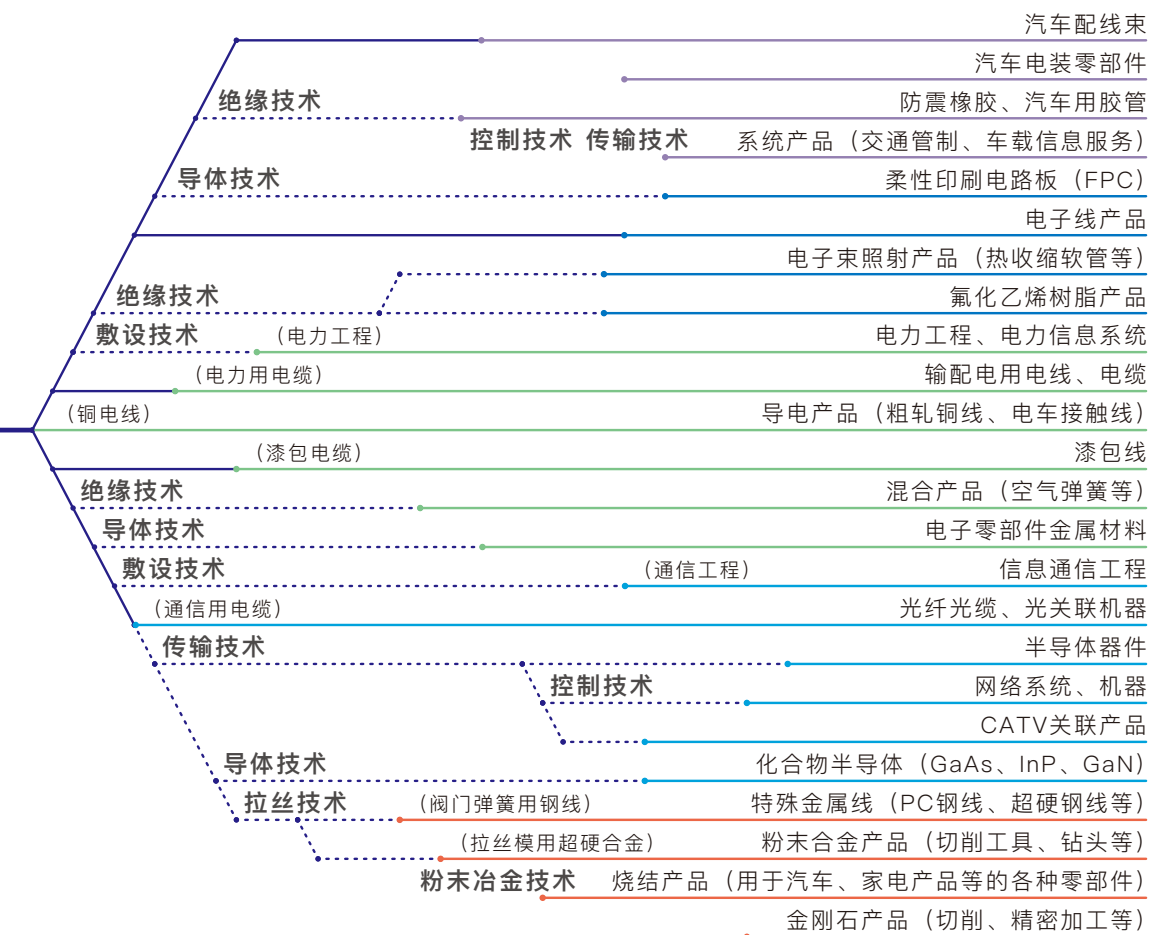 汽车配线束
汽车电装零部件
绝缘技术 防震橡胶、汽车用胶管
控制技术 传输技术 系统产品（交通管制、车载信息服务）
导体技术 柔性印刷电路板（FPC）
电子线产品
电子束照射产品（热收缩软管等）
绝缘技术 氟化乙烯树脂产品
敷设技术 （电力工程） 电力工程、电力信息系统
（电力用电缆） 输配电用电线、电缆
（铜电线） 导电产品（粗轧铜线、电车接触线）
（漆包电缆） 漆包线
绝缘技术 混合产品（空气弹簧等）
导体技术 电子零部件金属材料
敷设技术 （通信工程） 信息通信工程
（通信用电缆） 光纤光缆、光关联机器
传输技术 半导体器件
控制技术 网络系统、机器
CATV关联产品
导体技术 化合物半导体（GaAs、InP、GaN）
拉丝技术 （阀门弹簧用钢线） 特殊金属线（PC钢线、超硬钢线等）
（拉丝模用超硬合金） 粉末合金产品（切削工具、钻头等）
粉末冶金技术 烧结产品（用于汽车、家电产品等的各种零部件）
金刚石产品（切削、精密加工等）